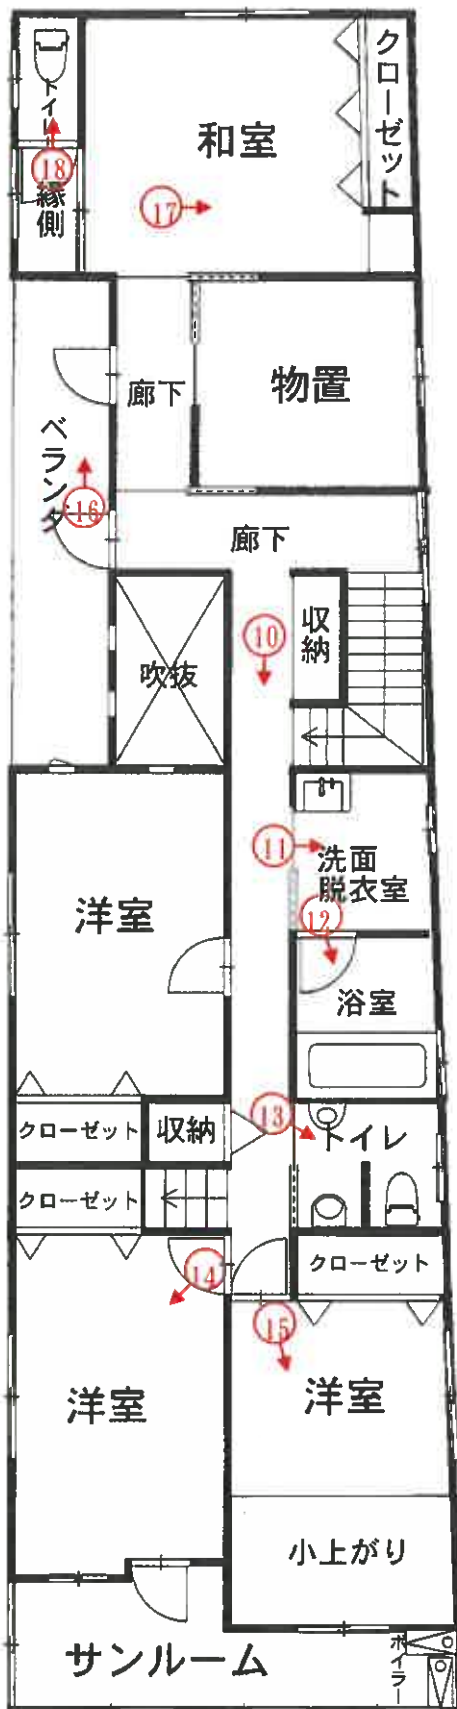 トイレ
クローゼット
和室
⑱
縁側
⑰
廊下
物置
ベランダ
⑯
廊下
⑩
収納
吹抜
⑪
洗面
脱衣室
⑫
洋室
浴室
⑬
トイレ
クローゼット
収納
クローゼット
⑭
クローゼット
⑮
洋室
洋室
小上がり
サンルーム
ボイラー